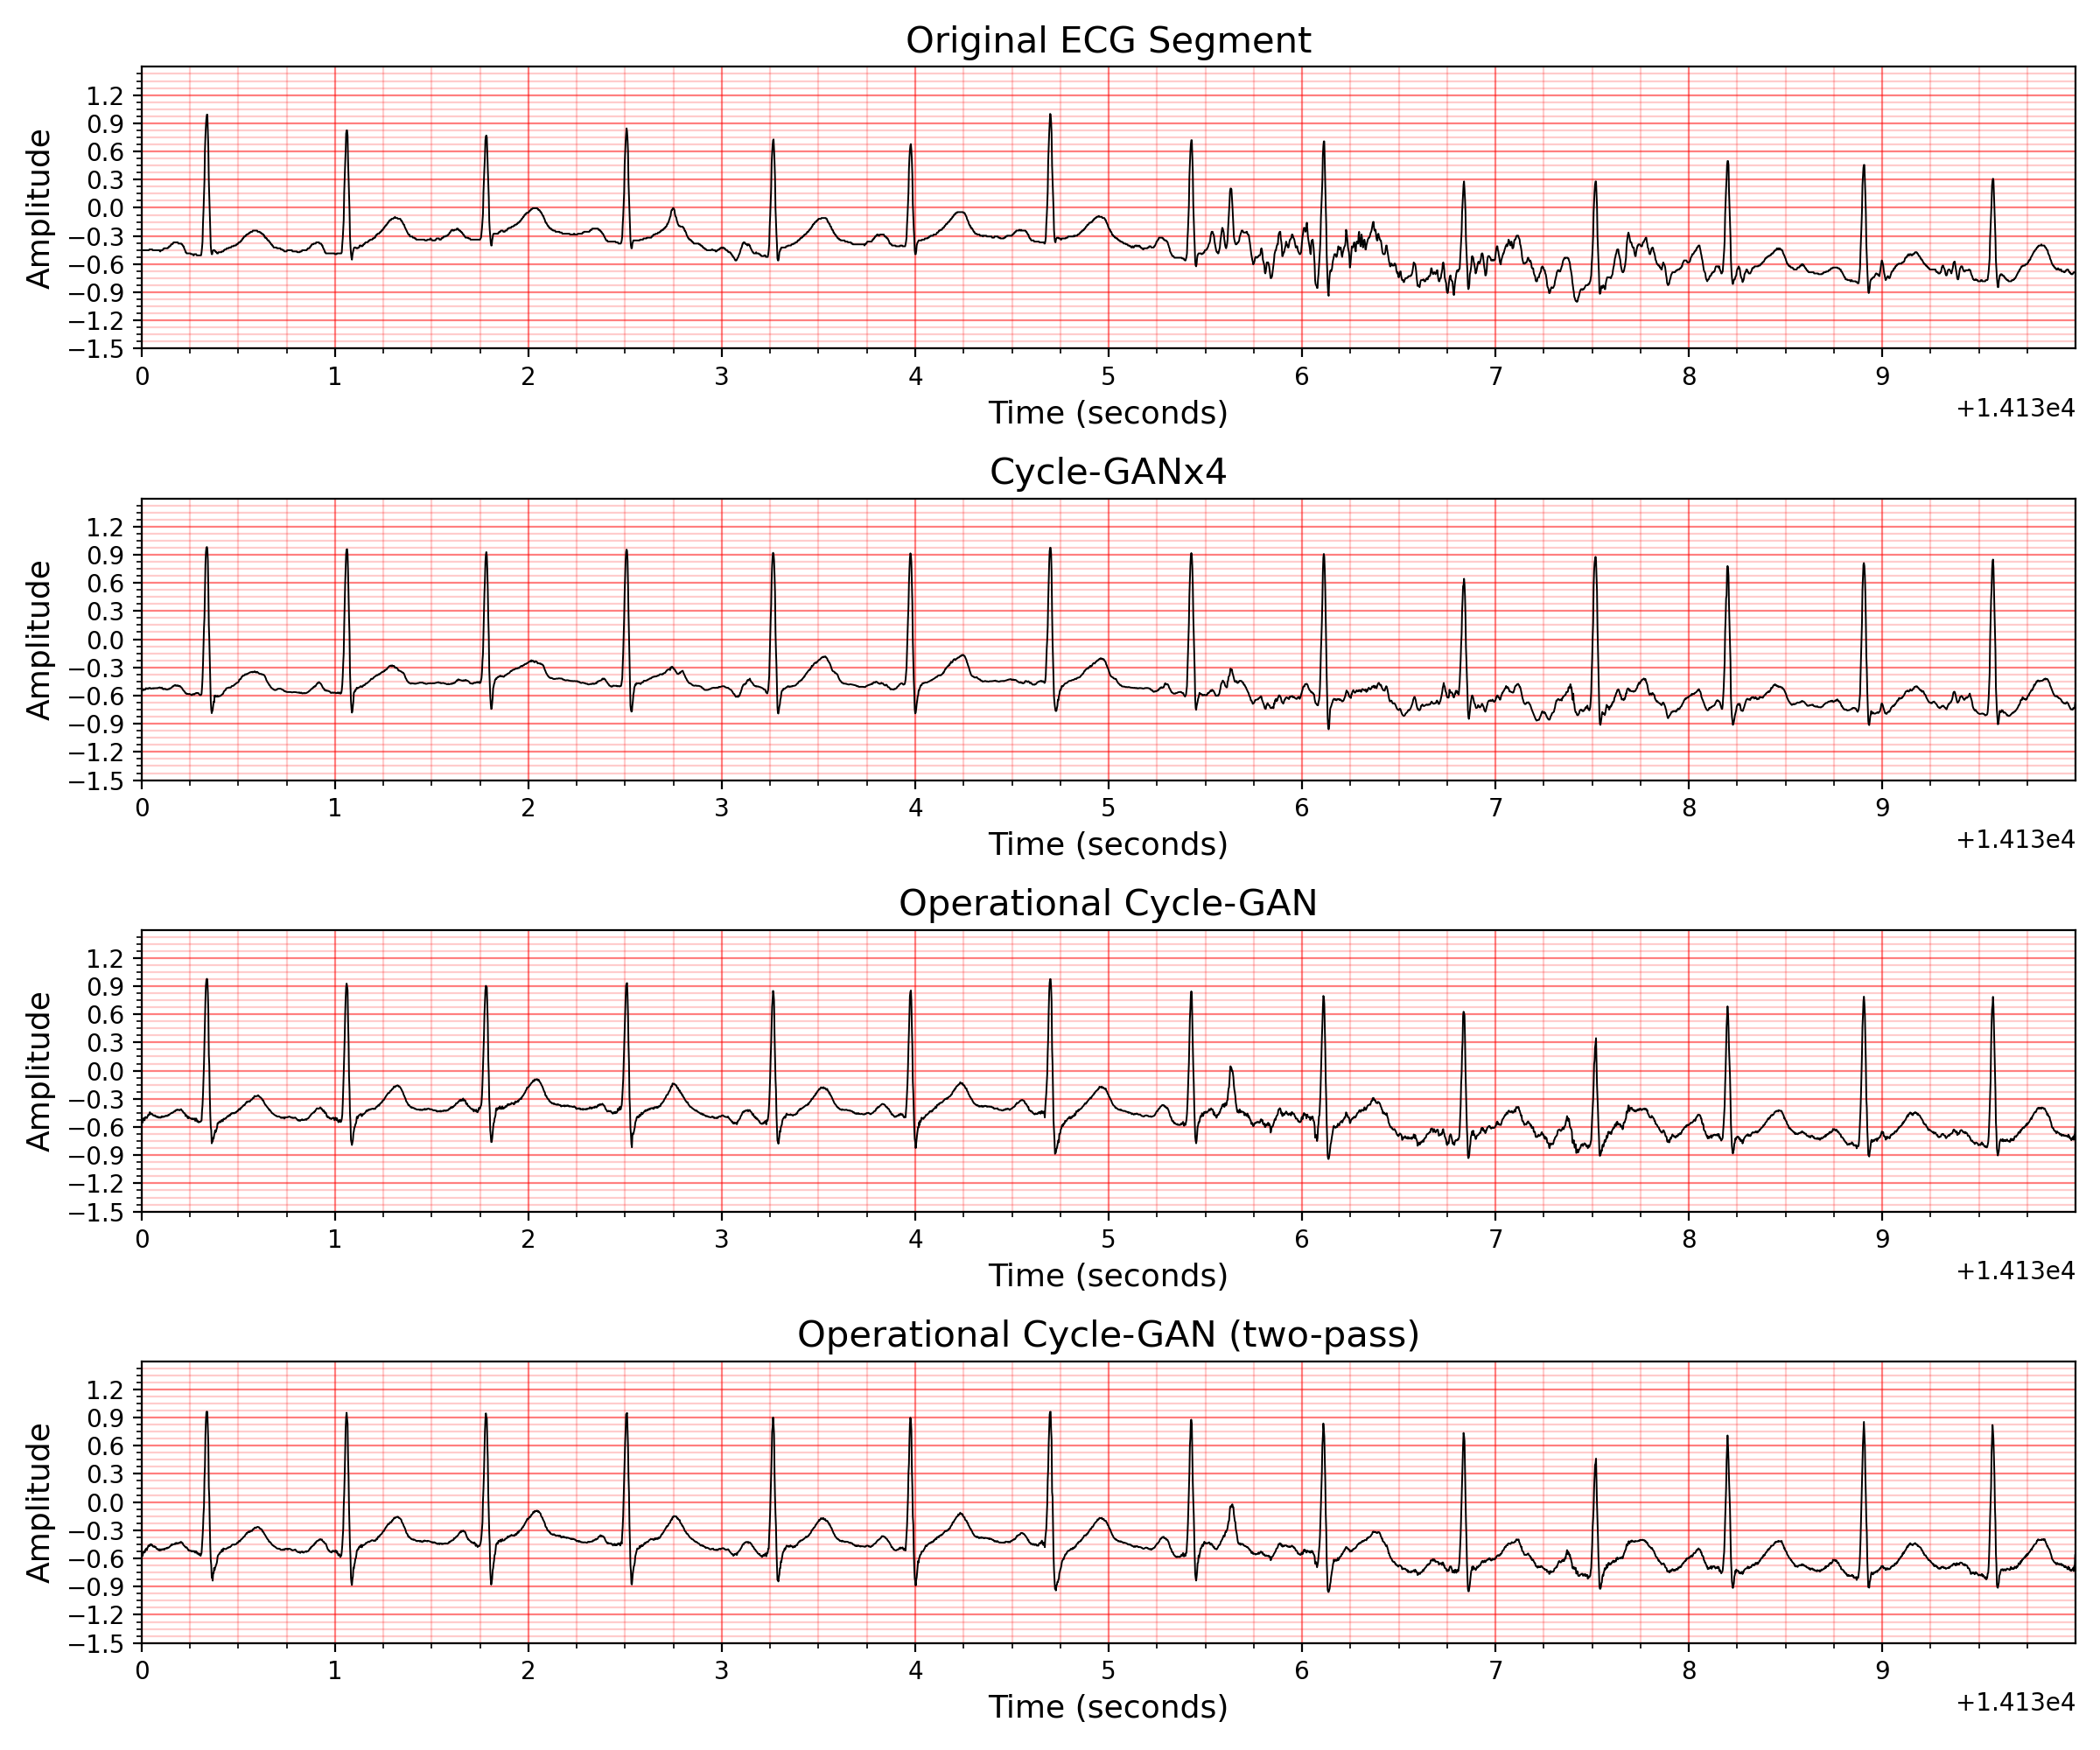 Original ECG Segment
1.2
0.9
0.6
0.3
0.0
−0.3
−0.6
−0.9
−1.2
−1.5
Amplitude
0 1 2 3 4 5 6 7 8 9
Time (seconds)
+1.413e4
Cycle-GANx4
1.2
0.9
0.6
0.3
0.0
−0.3
−0.6
−0.9
−1.2
−1.5
Amplitude
0 1 2 3 4 5 6 7 8 9
Time (seconds)
+1.413e4
Operational Cycle-GAN
1.2
0.9
0.6
0.3
0.0
−0.3
−0.6
−0.9
−1.2
−1.5
Amplitude
0 1 2 3 4 5 6 7 8 9
Time (seconds)
+1.413e4
Operational Cycle-GAN (two-pass)
1.2
0.9
0.6
0.3
0.0
−0.3
−0.6
−0.9
−1.2
−1.5
Amplitude
0 1 2 3 4 5 6 7 8 9
Time (seconds)
+1.413e4